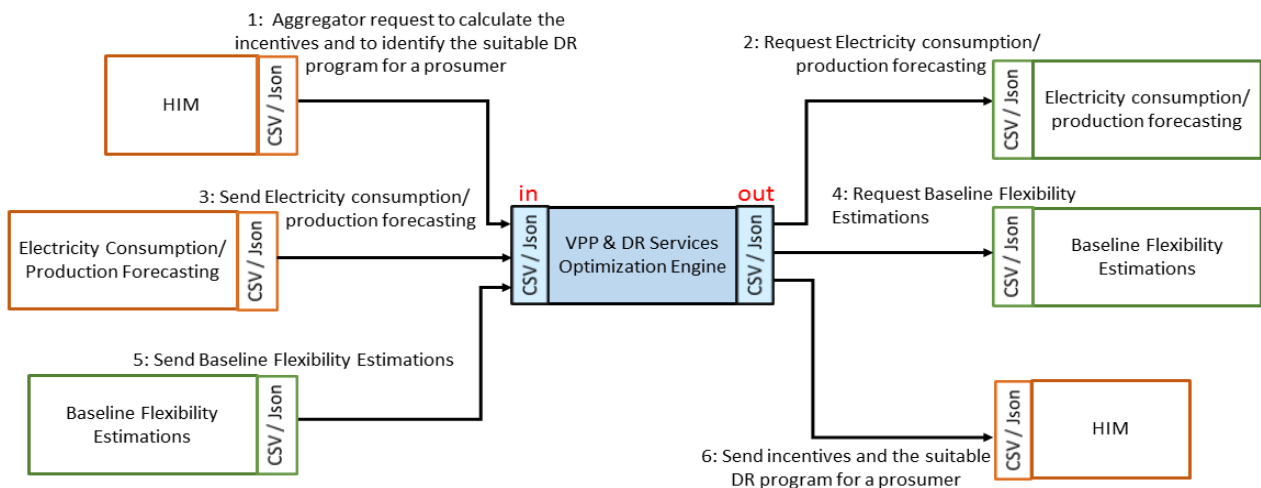 1:  Aggregator request to calculate the
incentives and to identify the suitable DR
program for a prosumer
HIM
CSV / Json
2: Request Electricity consumption/
production forecasting
CSV / Json
Electricity consumption/
production forecasting
3: Send Electricity consumption/
production forecasting
Electricity Consumption/
Production Forecasting
CSV / Json
in
CSV / Json
VPP & DR Services
Optimization Engine
out
CSV / Json
4: Request Baseline Flexibility
Estimations
CSV / Json
Baseline Flexibility
Estimations
5: Send Baseline Flexibility Estimations
Baseline Flexibility
Estimations
CSV / Json
6: Send incentives and the suitable
DR program for a prosumer
CSV / Json
HIM